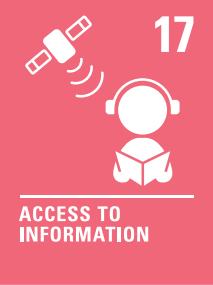 17
ACCESS TO
INFORMATION